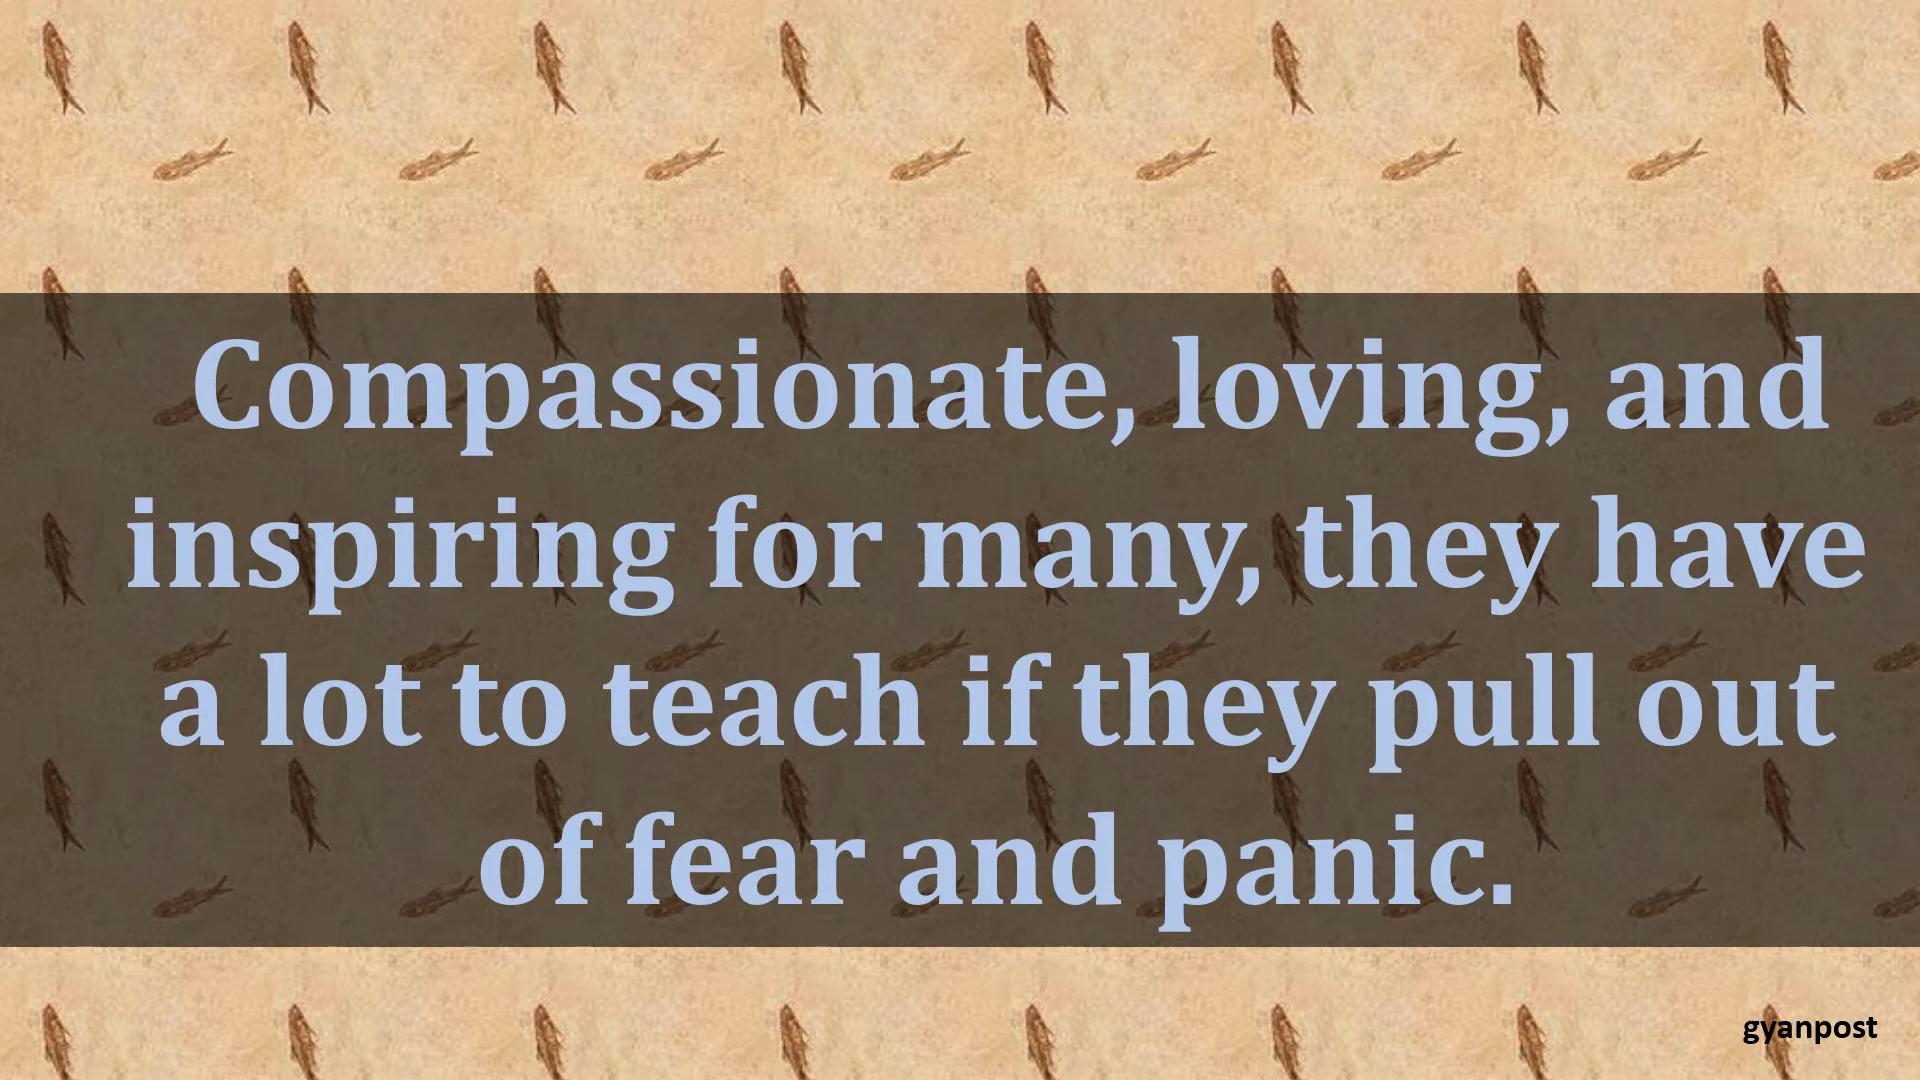 Compassionate, loving, and
inspiring for many, they have
a lot to teach if they pull out
of fear and panic.
gyanpost